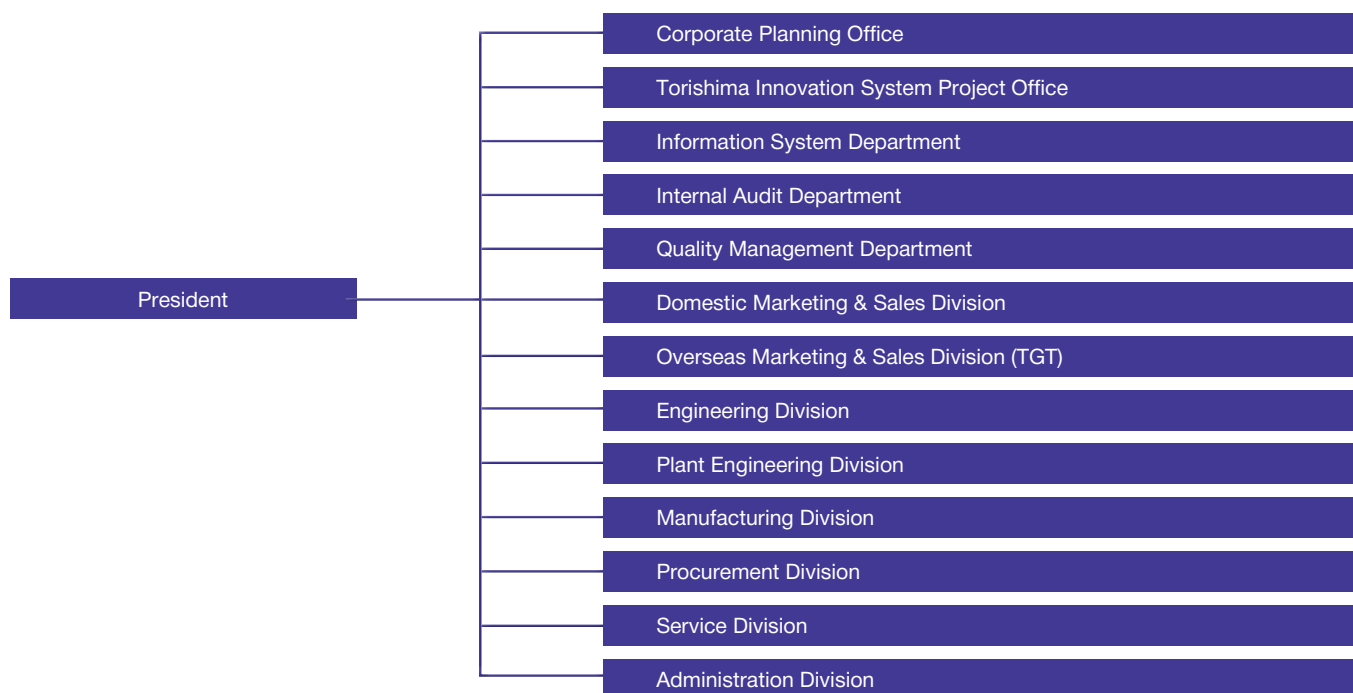 Corporate Planning Office
Torishima Innovation System Project Office
Information System Department
Internal Audit Department
Quality Management Department
President
Domestic Marketing & Sales Division
Overseas Marketing & Sales Division (TGT)
Engineering Division
Plant Engineering Division
Manufacturing Division
Procurement Division
Service Division
Administration Division